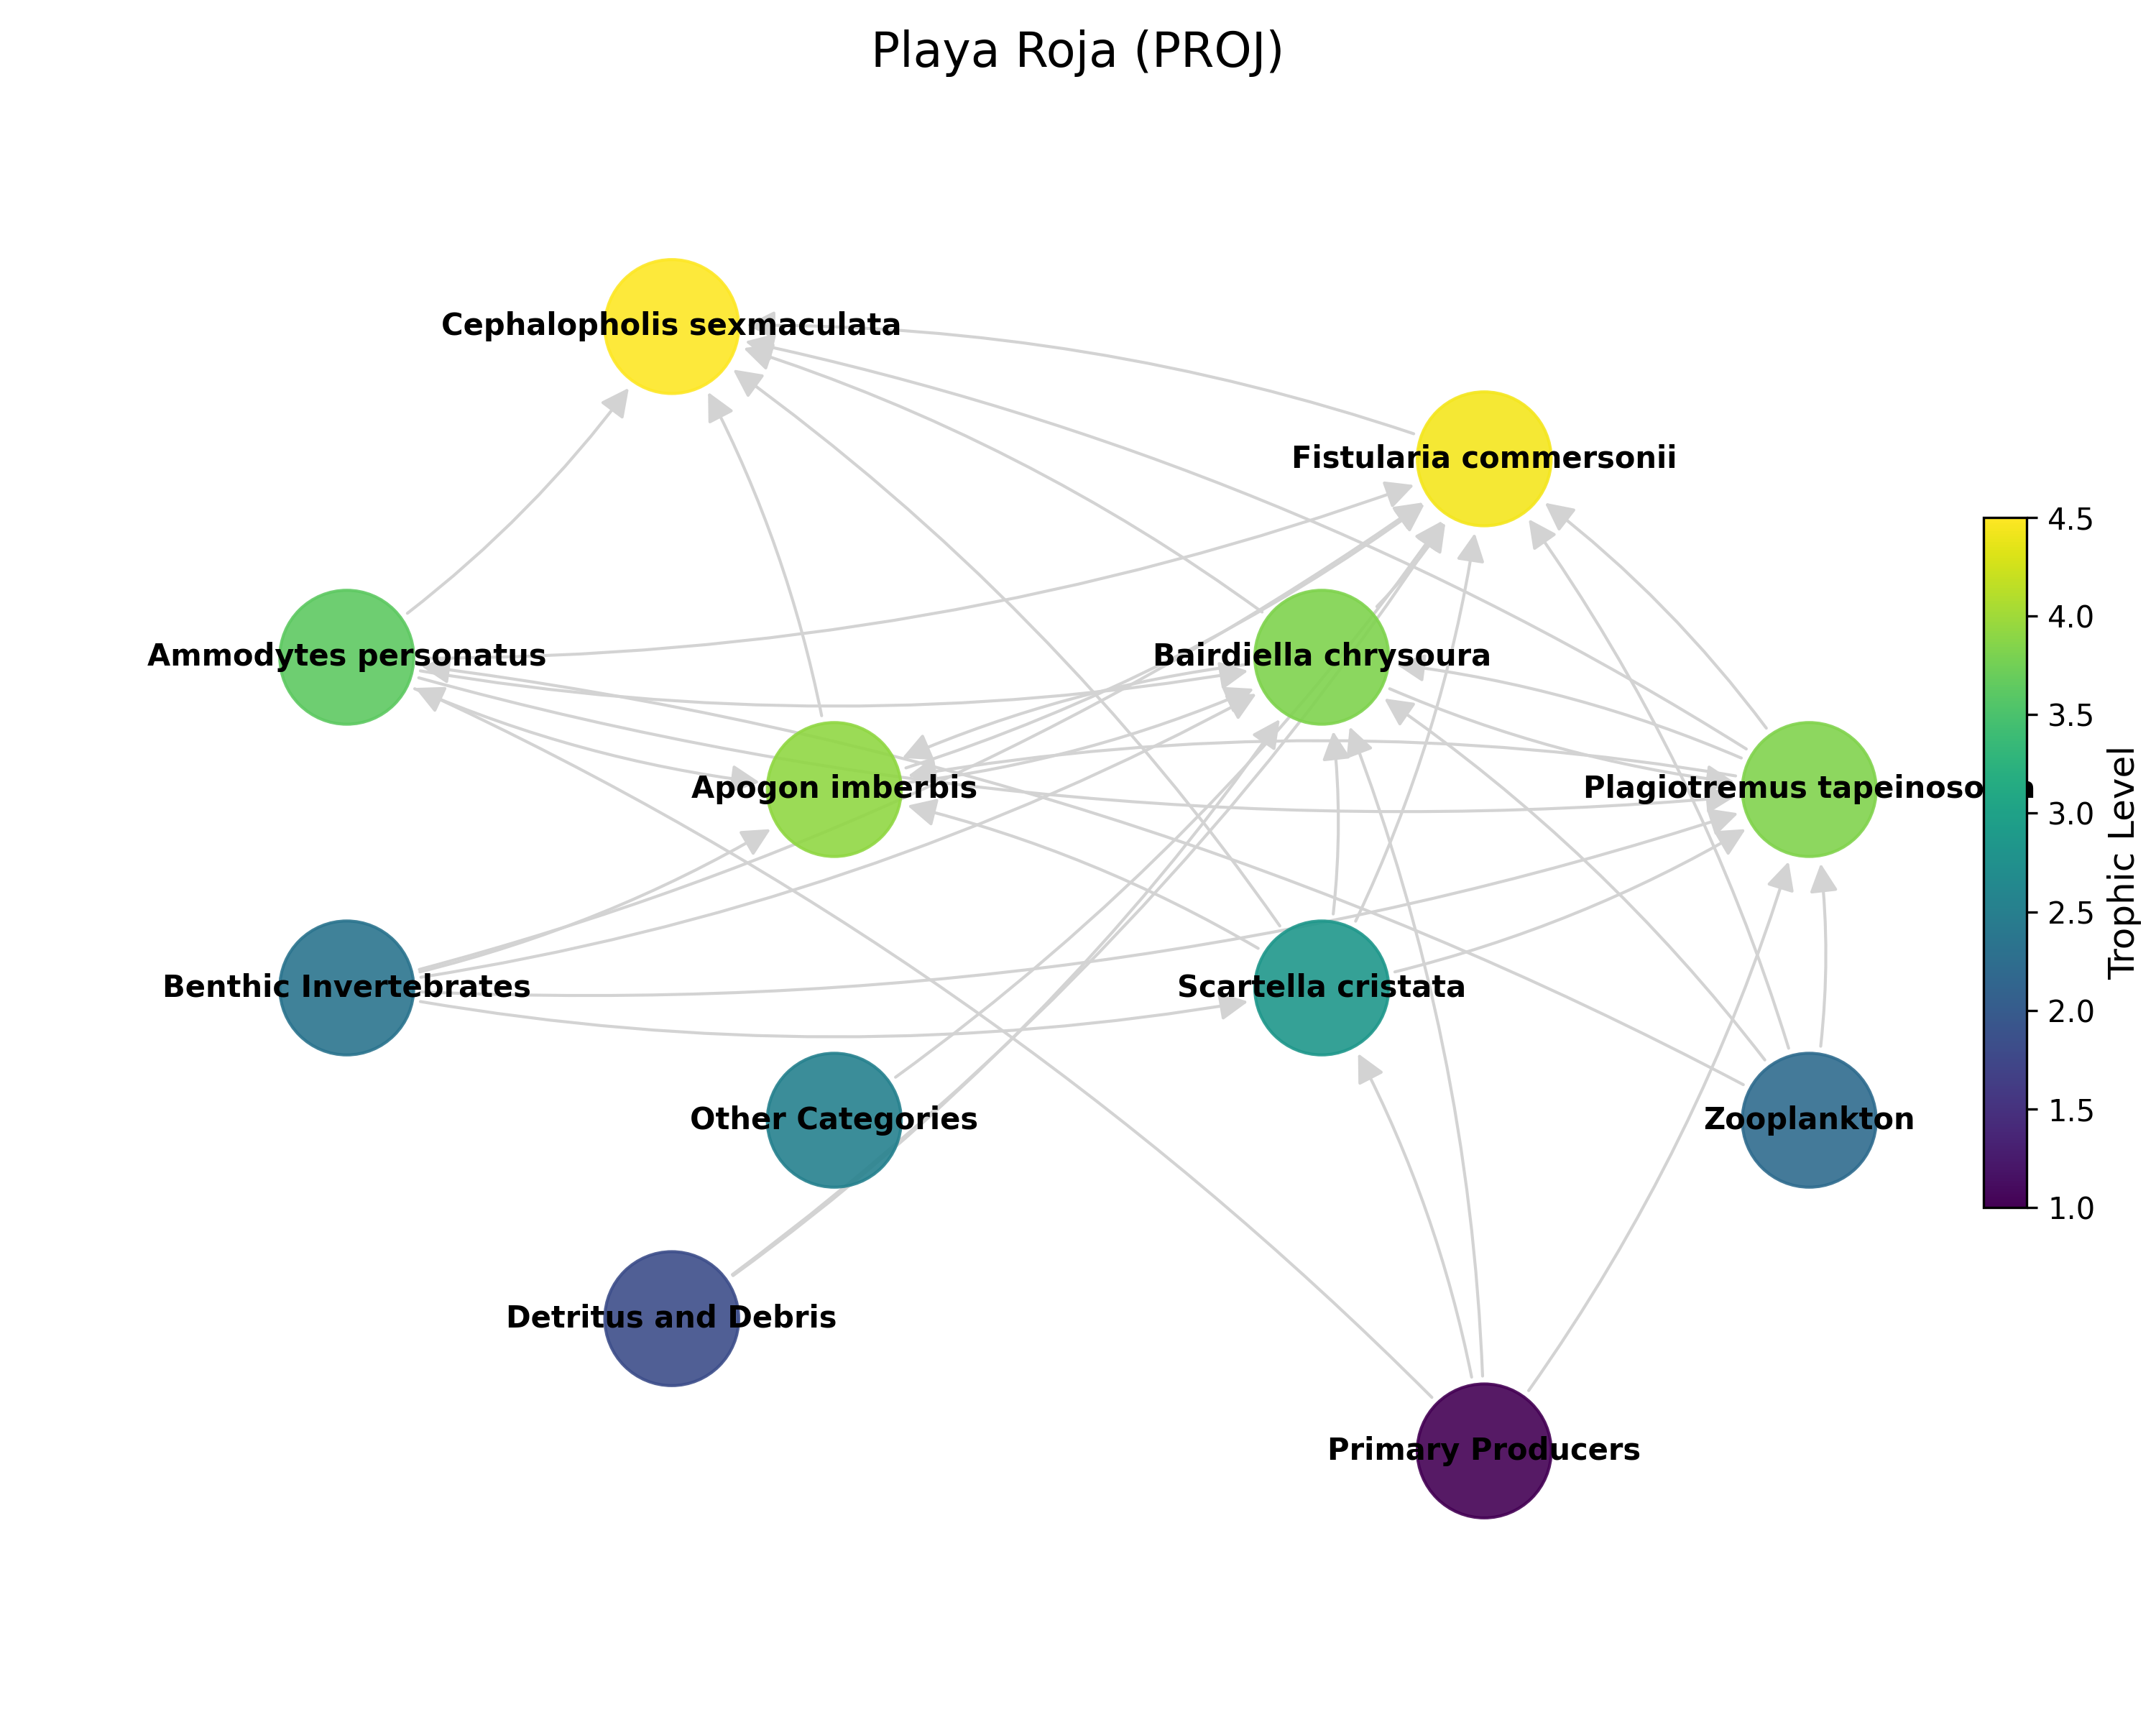 Playa Roja (PROJ)
Cephalopholis sexmaculata
Fistularia commersonii
Ammodytes personatus
Bairdiella chrysoura
Apogon imberbis
Plagiotremus tapeinosoma
Benthic Invertebrates
Scartella cristata
Other Categories
Zooplankton
Detritus and Debris
Primary Producers
4.5
4.0
3.5
3.0
2.5
2.0
1.5
1.0
Trophic Level